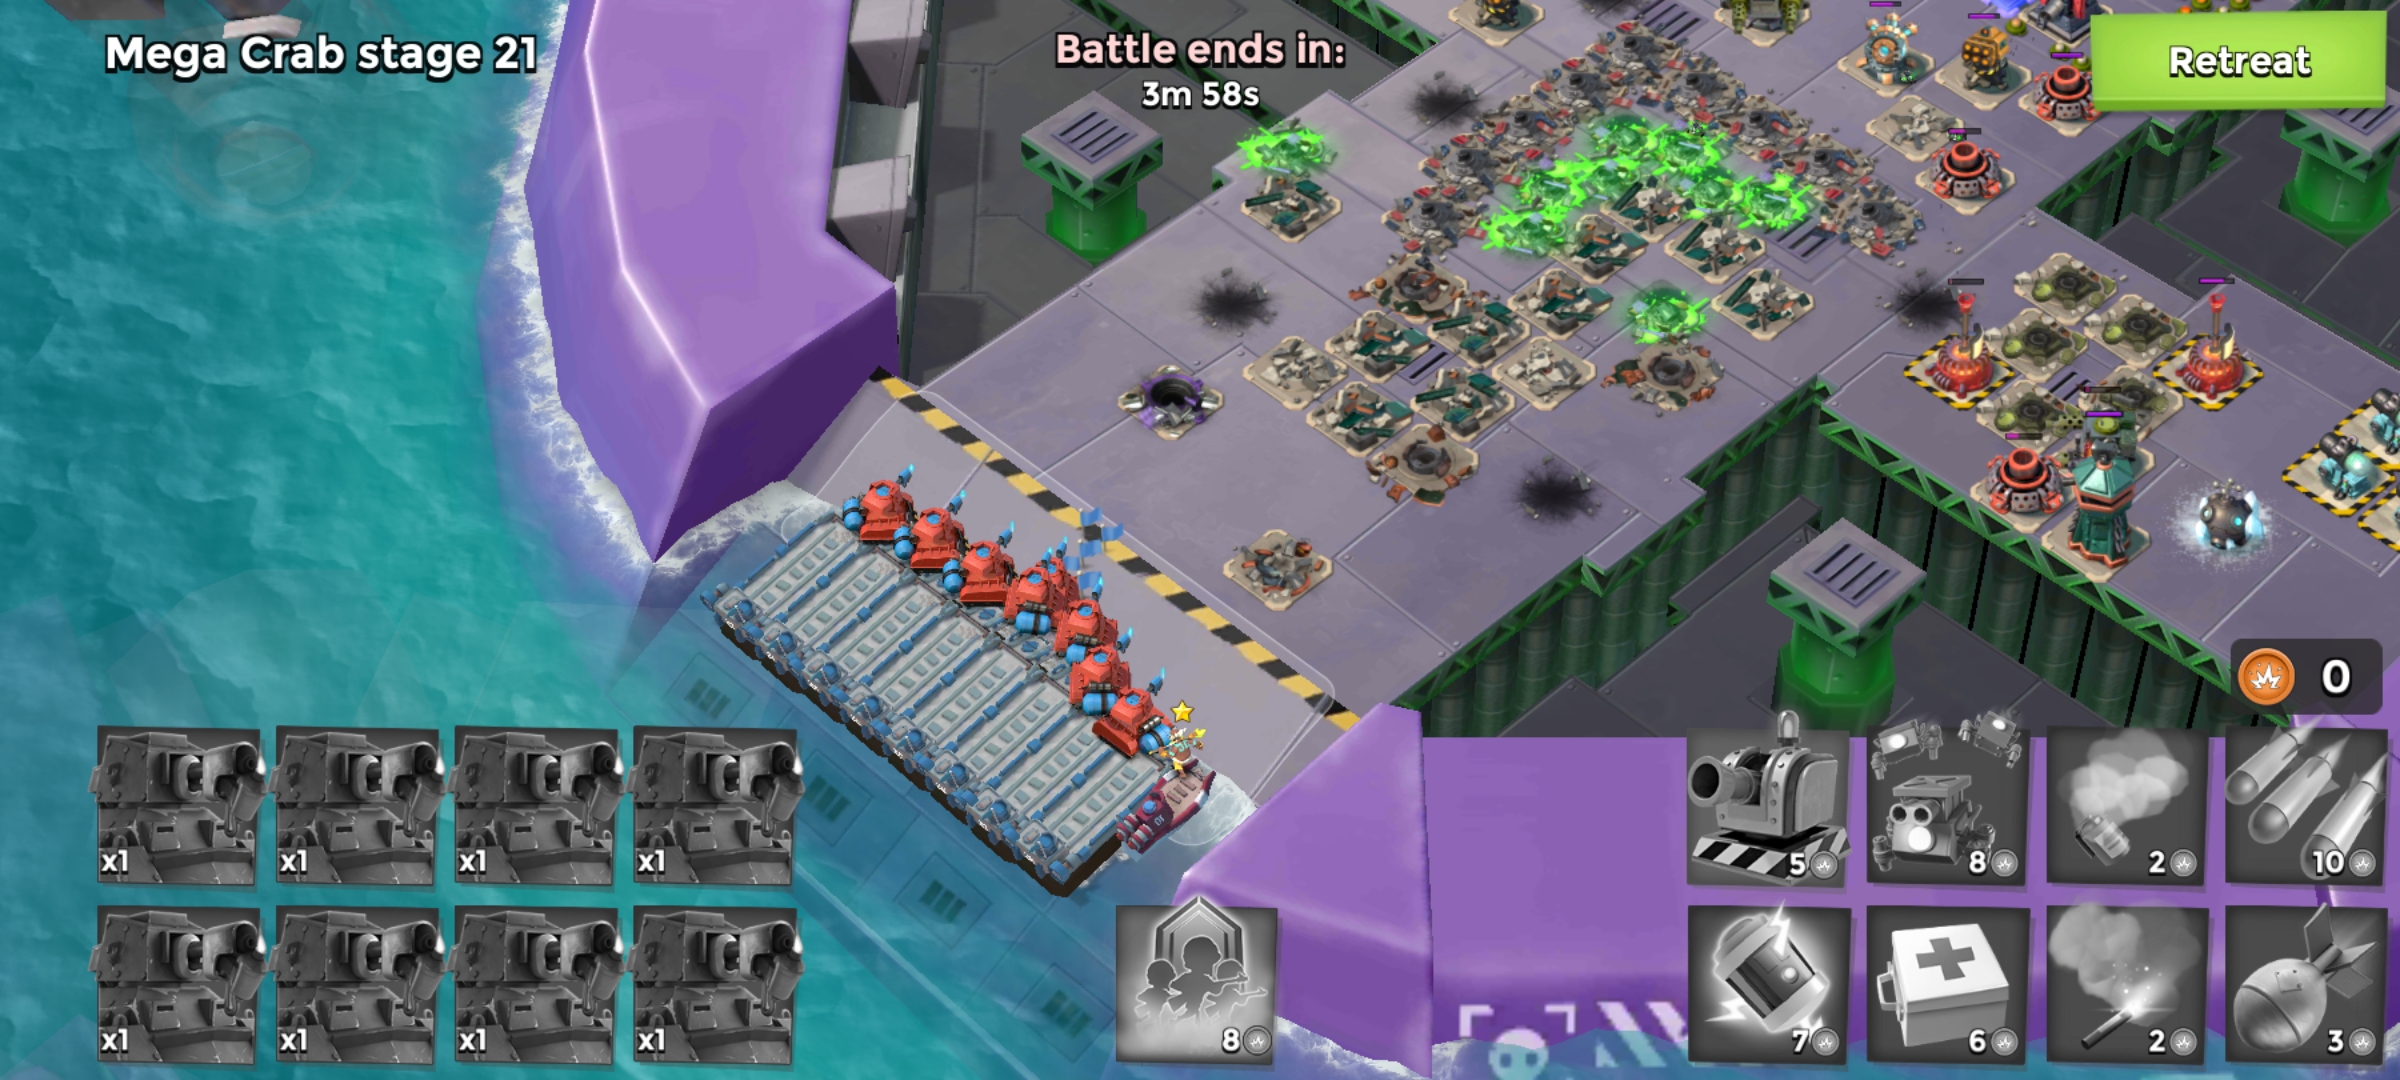 Mega Crab stage 21
Battle ends in:
3m 58s
Retreat
0
x1 x1 x1 x1
5 8 2 10
x1 x1 x1 x1
8 7 6 2 3